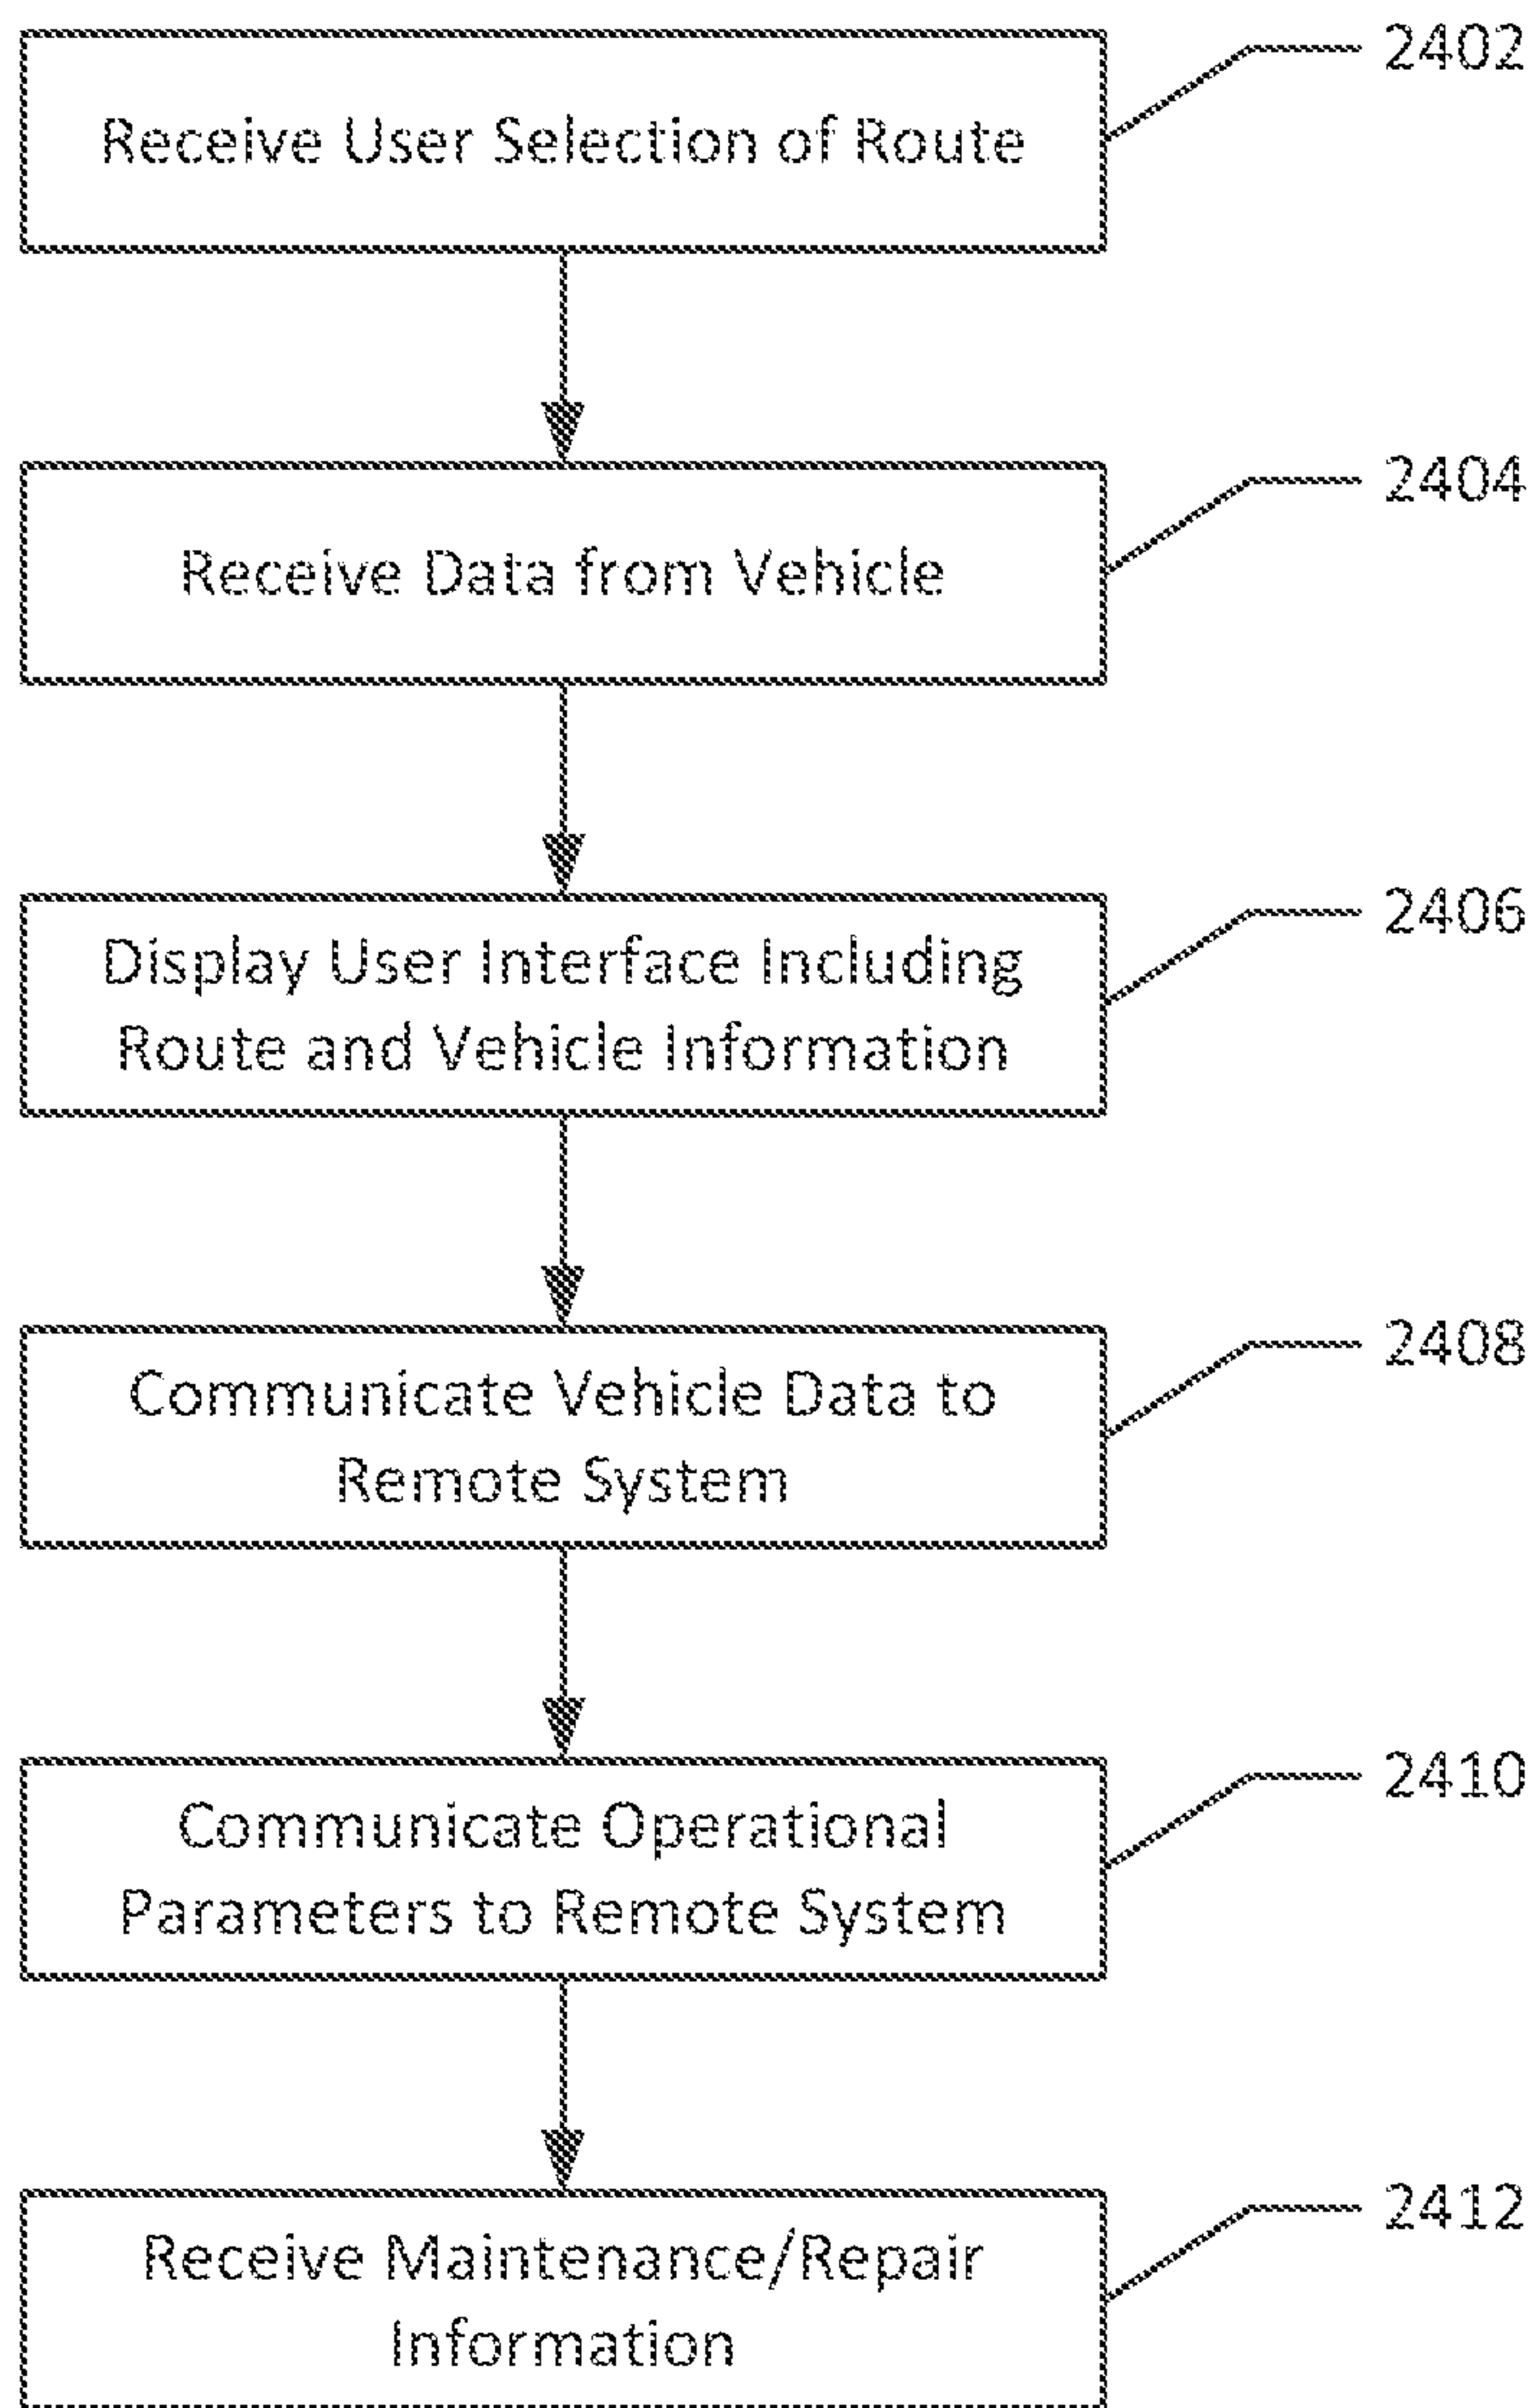 2402
Receive User Selection of Route
2404
Receive Data from Vehicle
2406
Display User Interface Including
Route and Vehicle Information
2408
Communicate Vehicle Data to
Remote System
2410
Communicate Operational
Parameters to Remote System
2412
Receive Maintenance/Repair
Information